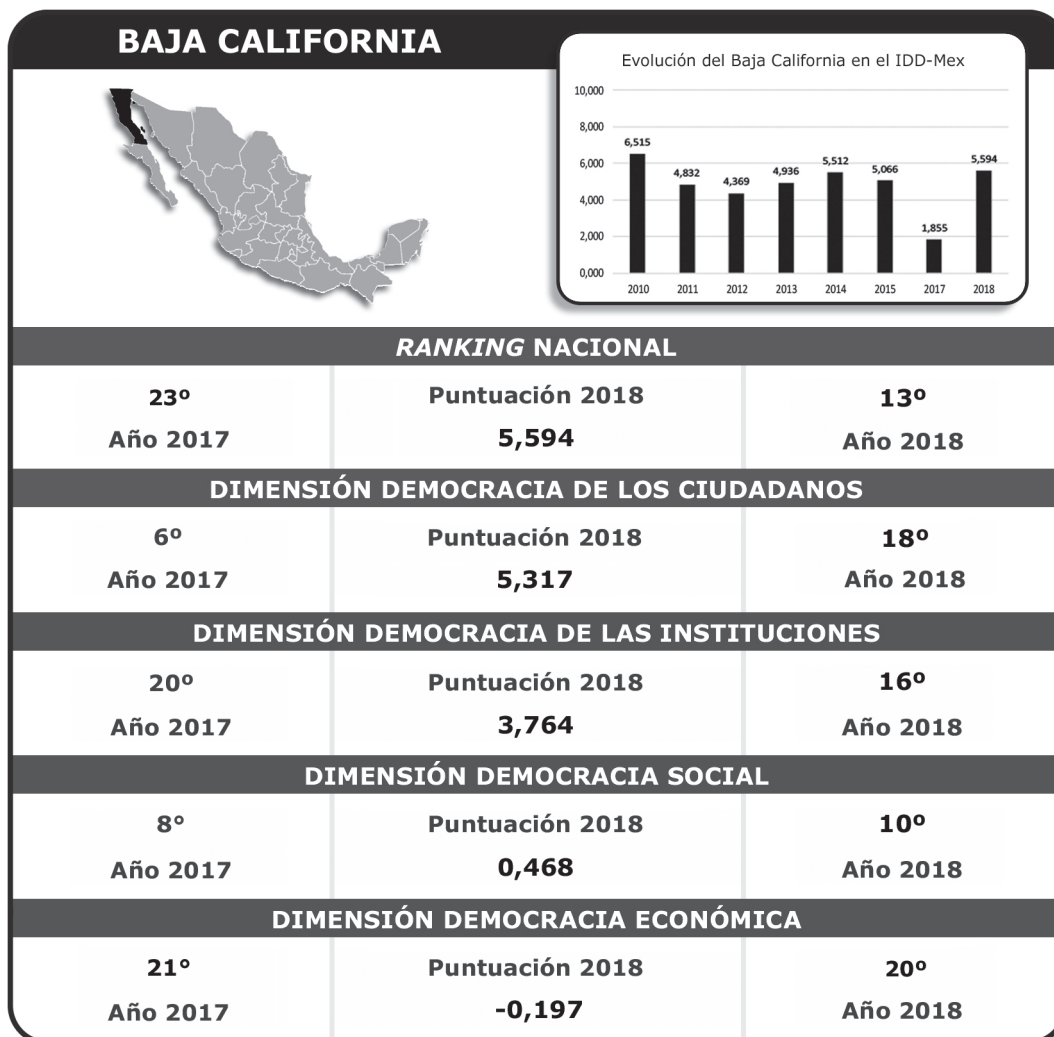 BAJA CALIFORNIA
Evolución del Baja California en el IDD-Mex
10,000
8,000
6,000
4,000
2,000
0,000
6,515
4,832
4,369
4,936
5,512
5,066
1,855
5,594
2010 2011 2012 2013 2014 2015 2017 2018
RANKING NACIONAL
23º Puntuación 2018 13º
Año 2017 5,594 Año 2018
DIMENSIÓN DEMOCRACIA DE LOS CIUDADANOS
6º Puntuación 2018 18º
Año 2017 5,317 Año 2018
DIMENSIÓN DEMOCRACIA DE LAS INSTITUCIONES
20º Puntuación 2018 16º
Año 2017 3,764 Año 2018
DIMENSIÓN DEMOCRACIA SOCIAL
8° Puntuación 2018 10º
Año 2017 0,468 Año 2018
DIMENSIÓN DEMOCRACIA ECONÓMICA
21° Puntuación 2018 20º
Año 2017 -0,197 Año 2018